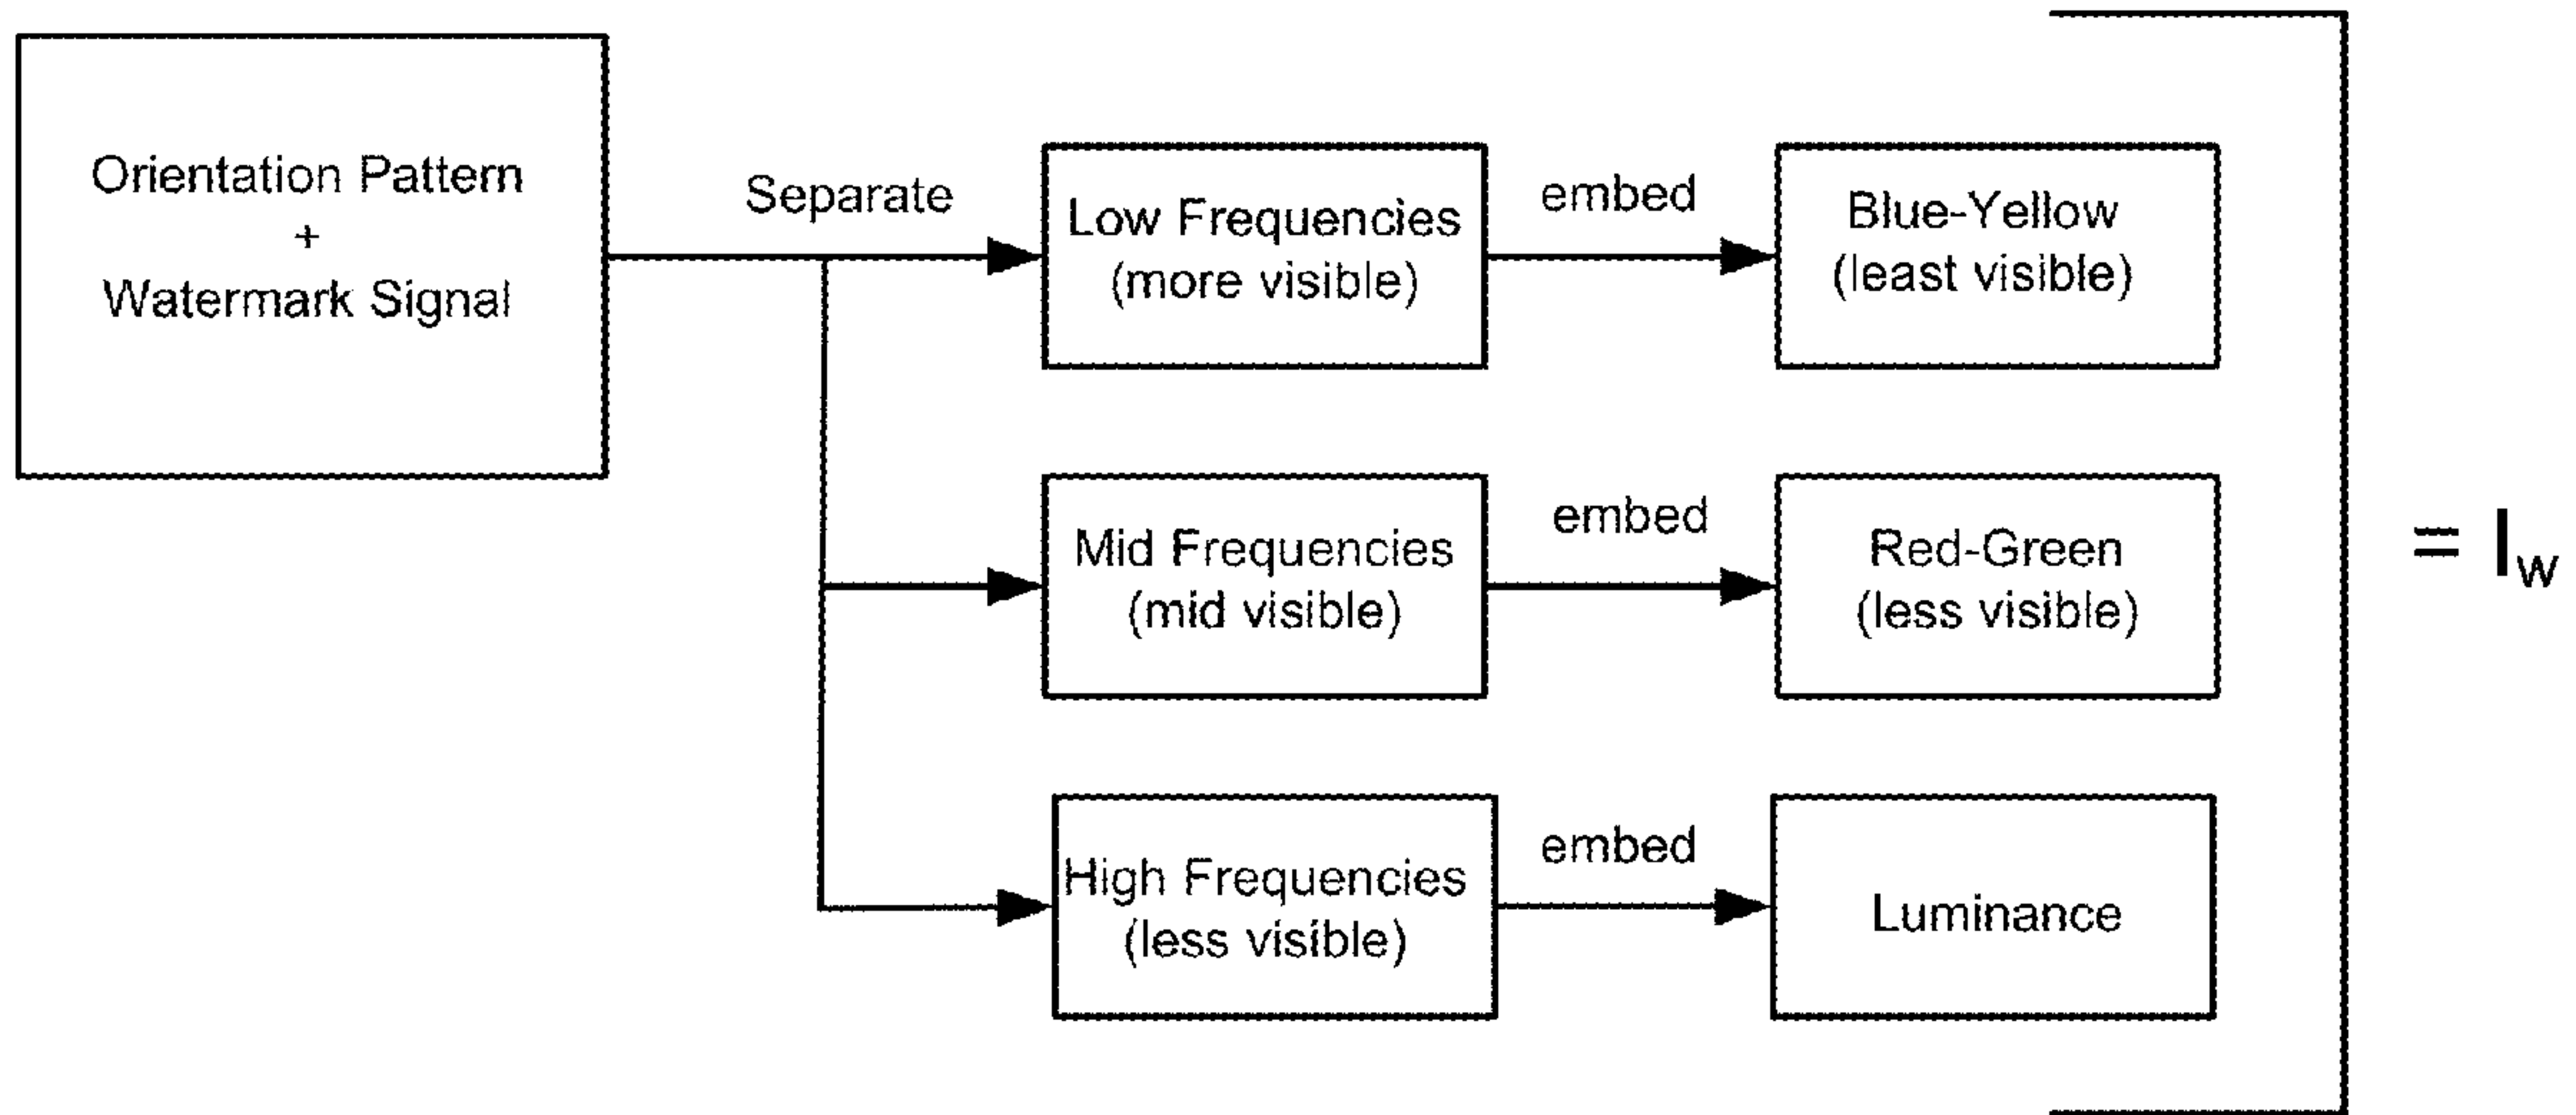 Orientation Pattern
+
Watermark Signal
Separate
Low Frequencies
(more visible)
embed
Blue-Yellow
(least visible)
Mid Frequencies
(mid visible)
embed
Red-Green
(less visible)
High Frequencies
(less visible)
embed
Luminance
= Iw